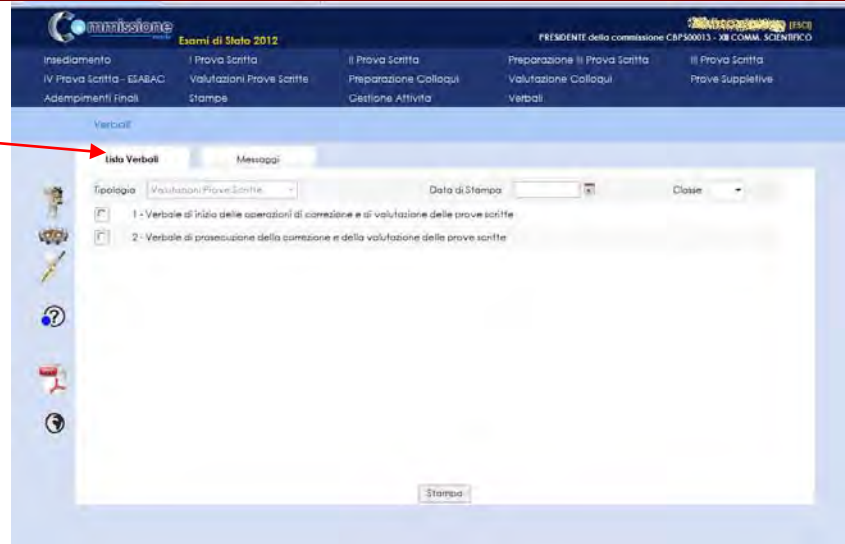 Commissione
Esami di Stato 2012
[ESCI]
PRESIDENTE della commissione CBPS00013 - XIII COMM. SCIENTIFICO
Insediamento I Prova Scritta II Prova Scritta Preparazione III Prova Scritta III Prova Scritta
IV Prova Scritta - ESABAC Valutazioni Prove Scritte Preparazione Colloqui Valutazione Colloqui Prove Suppletive
Adempimenti Finali Stampe Gestione Attività Verbali
Verbali
Lista Verbali Messaggi
Tipologia Valutazioni Prove Scritte Data di Stampa Classe
1 - Verbale di inizio delle operazioni di correzione e di valutazione delle prove scritte
2 - Verbale di prosecuzione della correzione e della valutazione delle prove scritte
Stampa